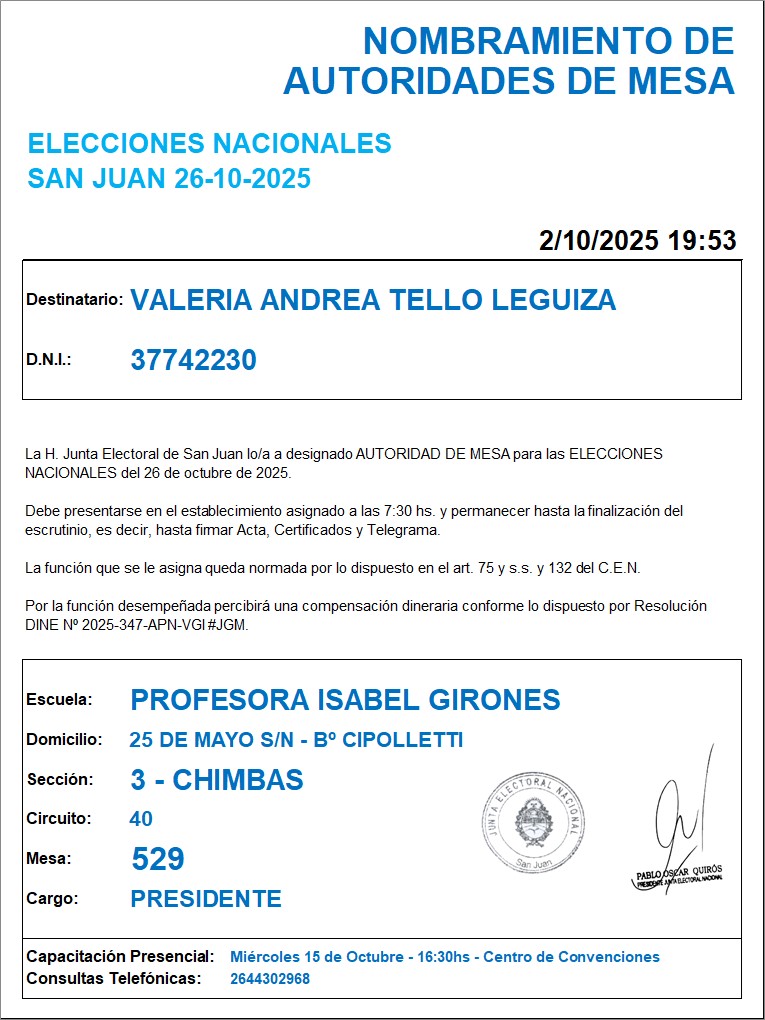 NOMBRAMIENTO DE
AUTORIDADES DE MESA
ELECCIONES NACIONALES
SAN JUAN 26-10-2025
2/10/2025 19:53
Destinatario: VALERIA ANDREA TELLO LEGUIZA
D.N.I.: 37742230
La H. Junta Electoral de San Juan lo/a a designado AUTORIDAD DE MESA para las ELECCIONES
NACIONALES del 26 de octubre de 2025.
Debe presentarse en el establecimiento asignado a las 7:30 hs. y permanecer hasta la finalización del
escrutinio, es decir, hasta firmar Acta, Certificados y Telegrama.
La función que se le asigna queda normada por lo dispuesto en el art. 75 y s.s. y 132 del C.E.N.
Por la función desempeñada percibirá una compensación dineraria conforme lo dispuesto por Resolución
DINE Nº 2025-347-APN-VGI#JGM.
Escuela: PROFESORA ISABEL GIRONES
Domicilio: 25 DE MAYO S/N - Bº CIPOLLETTI
Sección: 3 - CHIMBAS
Circuito: 40
Mesa: 529
Cargo: PRESIDENTE
JUNTA ELECTORAL NACIONAL
San Juan
PABLO OSCAR QUIRÓS
PRESIDENTE JUNTA ELECTORAL NACIONAL
Capacitación Presencial: Miércoles 15 de Octubre - 16:30hs - Centro de Convenciones
Consultas Telefónicas: 2644302968